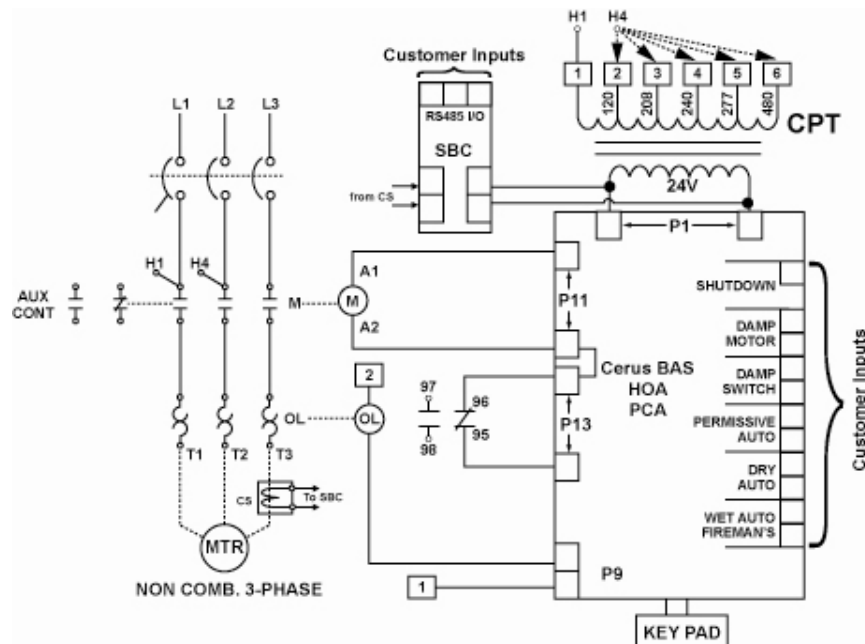 H1 H4
Customer Inputs
1 2 3 4 5 6
120 208 240 277 480
L1 L2 L3
RS485 I/O
CPT
SBC
24V
from CS
P1
H1 H4
A1
SHUTDOWN
AUX
CONT
M
M
P11
A2
DAMP
MOTOR
Cerus BAS
HOA
PCA
DAMP
SWITCH
2
97
96
OL
OL
98
95
P13
PERMISSIVE
AUTO
T1 T2 T3
DRY
AUTO
CS
To SBC
WET AUTO
FIREMAN'S
Customer Inputs
MTR
NON COMB. 3-PHASE
1
P9
KEY PAD